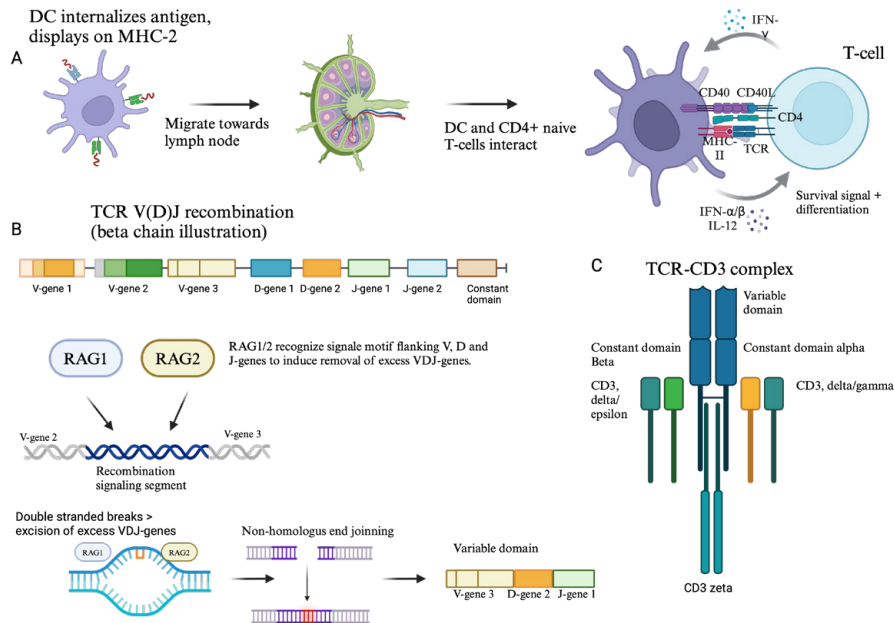 DC internalizes antigen,
displays on MHC-2
A
Migrate towards
lymph node
DC and CD4+ naive
T-cells interact
IFN-
γ
T-cell
CD40
CD40L
CD4
MHC-
II
TCR
IFN-α/β
IL-12
Survival signal +
differentiation
TCR V(D)J recombination
(beta chain illustration)
B
V-gene 1
V-gene 2
V-gene 3
D-gene 1
D-gene 2
J-gene 1
J-gene 2
Constant
domain
RAG1
RAG2
RAG1/2 recognize signale motif flanking V, D and
J-genes to induce removal of excess VDJ-genes.
V-gene 2
V-gene 3
Recombination
signaling segment
Double stranded breaks >
excision of excess VDJ-genes
RAG1
RAG2
Non-homologus end joinning
Variable domain
V-gene 3
D-gene 2
J-gene 1
C
TCR-CD3 complex
Variable
domain
Constant domain
Beta
Constant domain alpha
CD3,
delta/
epsilon
CD3, delta/gamma
CD3 zeta